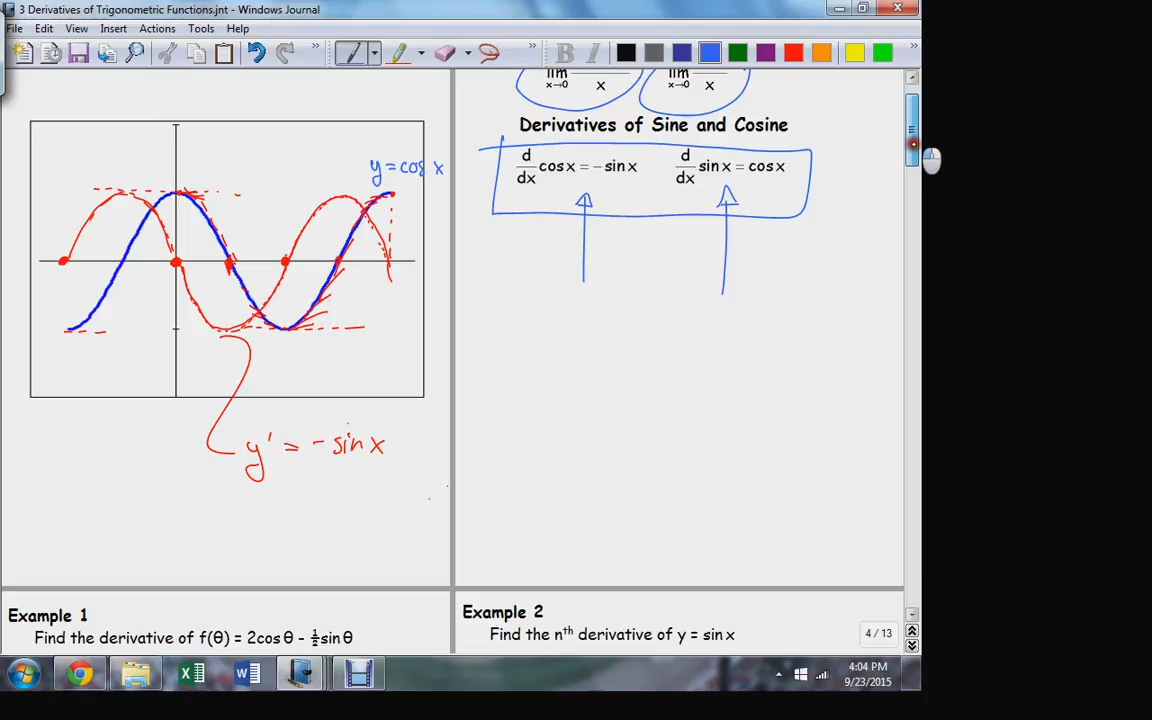 3 Derivatives of Trigonometric Functions.jnt - Windows Journal
File Edit View Insert Actions Tools Help
B I
y = cos x
y' = - sin x
lim x→0 x lim x→0 x
Derivatives of Sine and Cosine
d/dx cos x = - sin x d/dx sin x = cos x
Example 1
Find the derivative of f(θ) = 2cos θ - ½sin θ
Example 2
Find the nth derivative of y = sin x
4 / 13
4:04 PM
9/23/2015